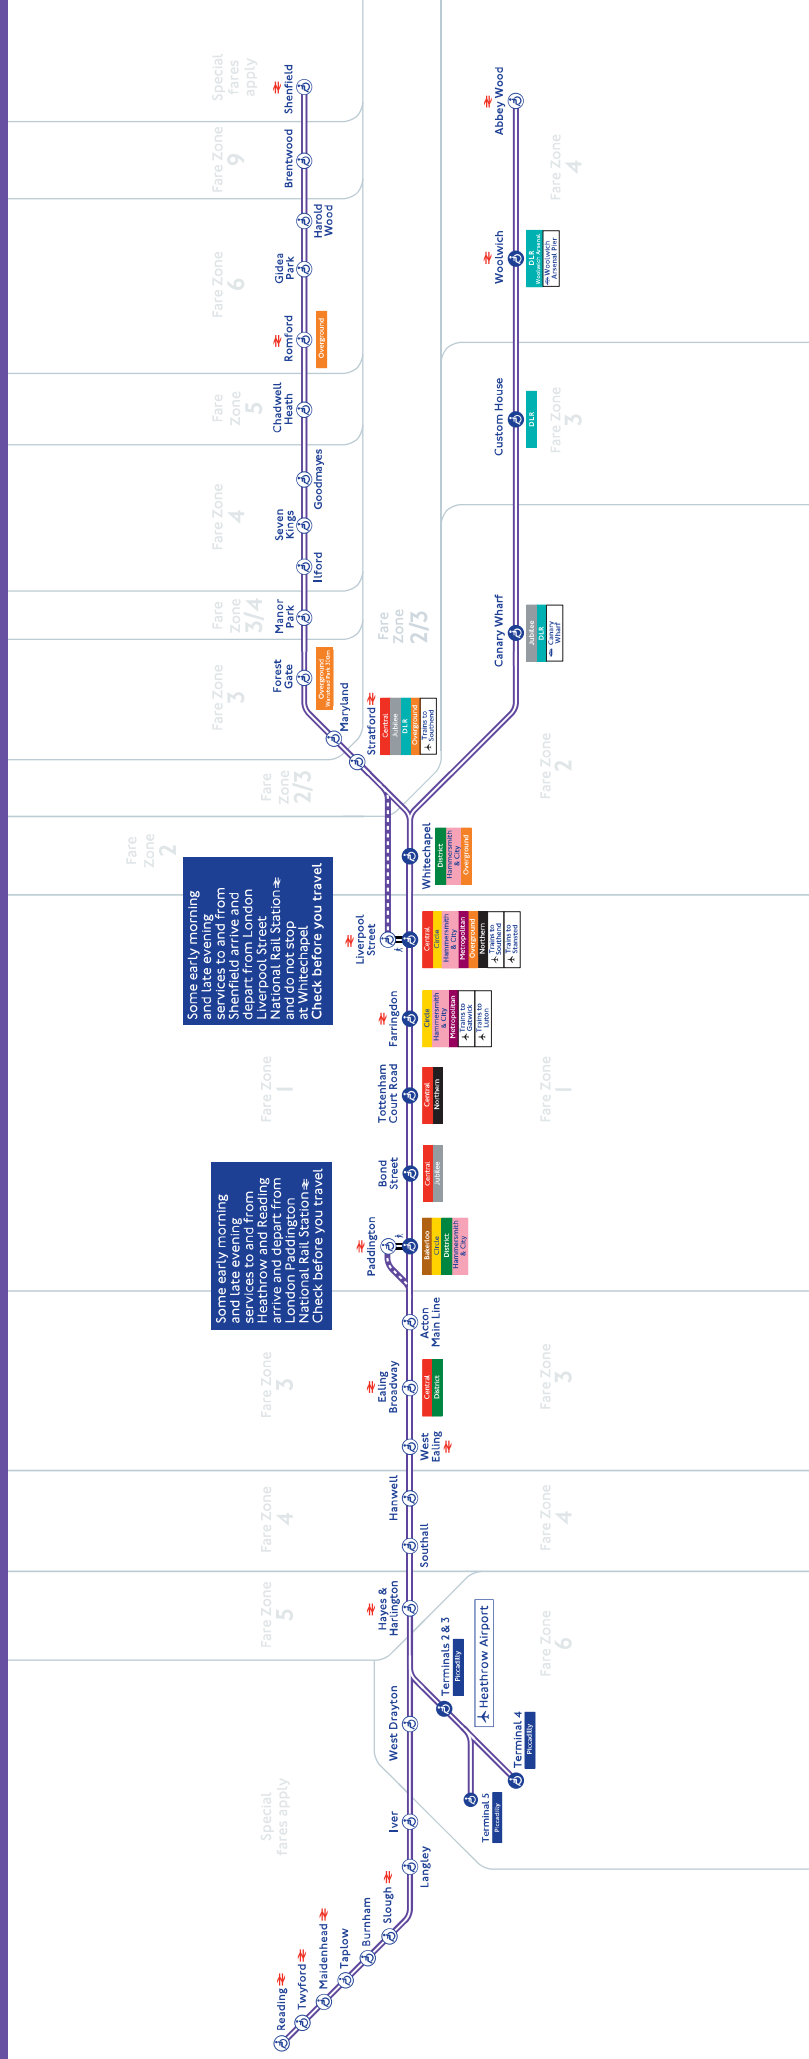 Reading
Twyford
Maidenhead
Taplow
Burnham
Slough
Langley
Iver
West Drayton
Special
fares apply
Terminal 5
Piccadilly
Terminal 4
Piccadilly
Terminals 2 & 3
Piccadilly
Heathrow Airport
Fare Zone
6
Hayes &
Harlington
Fare Zone
5
Southall
Hanwell
Fare Zone
4
Fare Zone
4
West
Ealing
Ealing
Broadway
Central
District
Acton
Main Line
Fare Zone
3
Fare Zone
3
Some early morning
and late evening
services to and from
Heathrow and Reading
arrive and depart from
London Paddington
National Rail Station
Check before you travel
Paddington
Bakerloo
Circle
District
Hammersmith
& City
Bond
Street
Central
Jubilee
Tottenham
Court Road
Central
Northern
Fare Zone
1
Fare Zone
1
Farringdon
Circle
Hammersmith
& City
Metropolitan
Trains to
Gatwick
Trains to
Luton
Some early morning
and late evening
services to and from
Shenfield arrive and
depart from London
Liverpool Street
National Rail Station
and do not stop
at Whitechapel
Check before you travel
Liverpool
Street
Central
Circle
Hammersmith
& City
Metropolitan
Overground
Northern
Trains to
Southend
Trains to
Stansted
Whitechapel
District
Hammersmith
& City
Overground
Fare
Zone
2
Fare Zone
2
Fare
Zone
2/3
Stratford
Central
Jubilee
DLR
Overground
Trains to
Southend
Maryland
Fare
Zone
2/3
Forest
Gate
Overground
Wanstead Park 300m
Fare Zone
3
Manor
Park
Fare
Zone
3/4
Ilford
Seven
Kings
Goodmayes
Fare Zone
4
Chadwell
Heath
Fare
Zone
5
Romford
Overground
Gidea
Park
Harold
Wood
Fare Zone
6
Brentwood
Fare Zone
9
Shenfield
Special
fares
apply
Canary Wharf
Jubilee
DLR
Canary
Wharf
Custom House
DLR
Fare Zone
3
Woolwich
DLR
Woolwich Arsenal
Woolwich
Arsenal Pier
Abbey Wood
Fare Zone
4